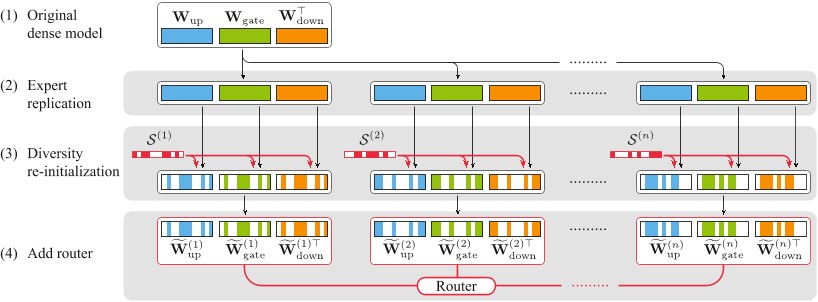 (1) Original dense model
W_up W_gate W_down^⊤
.........
(2) Expert replication
.........
(3) Diversity re-initialization
S^(1) S^(2) S^(n)
.........
(4) Add router
W̃_up^(1) W̃_gate^(1) W̃_down^(1)⊤ W̃_up^(2) W̃_gate^(2) W̃_down^(2)⊤ W̃_up^(n) W̃_gate^(n) W̃_down^(n)⊤
.........
Router .........